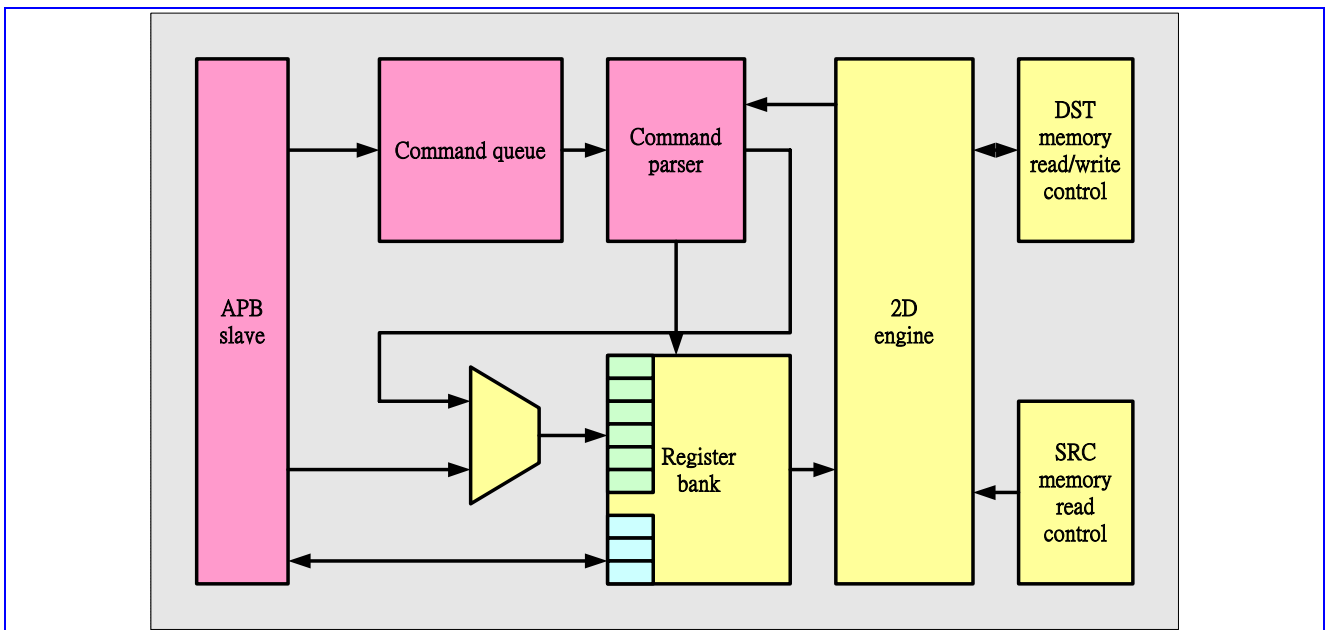 APB
slave
Command queue
Command
parser
2D
engine
DST
memory
read/write
control
Register
bank
SRC
memory
read
control